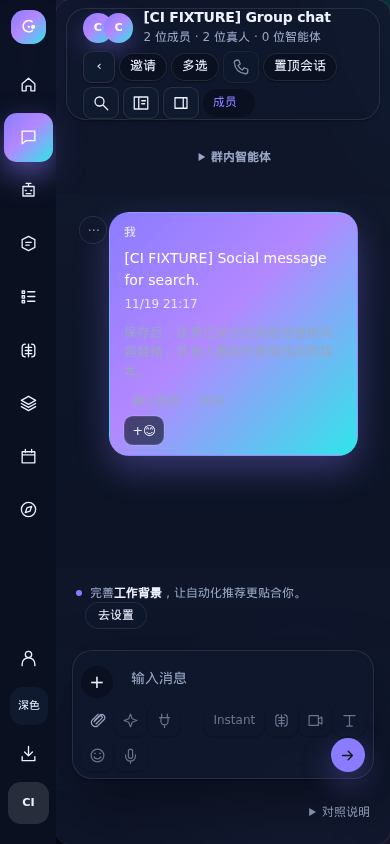 [CI FIXTURE] Group chat
C C
2 位成员 · 2 位真人 · 0 位智能体
‹ 邀请 多选 置顶会话
成员
▶ 群内智能体
我
[CI FIXTURE] Social message
for search.
11/19 21:17
+😊
完善工作背景，让自动化推荐更贴合你。
去设置
+ 输入消息
Instant
深色
CI
▶ 对照说明